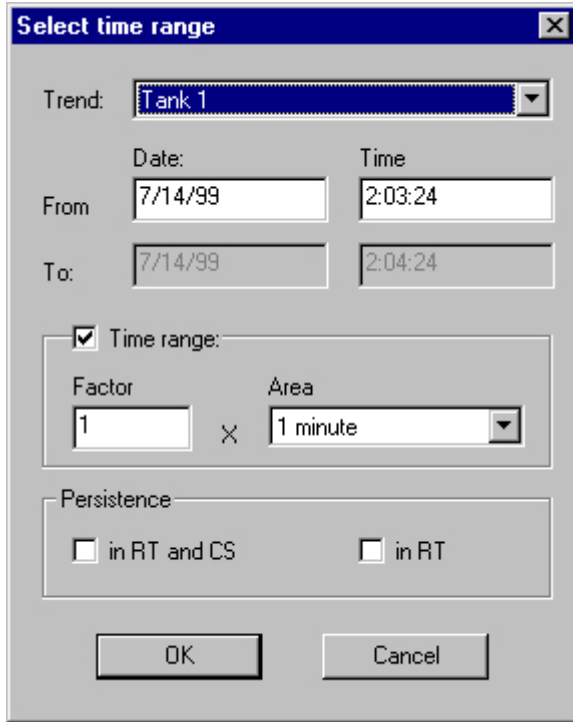 Select time range
Trend: Tank 1
Date: Time
From 7/14/99 2:03:24
To: 7/14/99 2:04:24
Time range:
Factor Area
1 X 1 minute
Persistence
in RT and CS in RT
OK Cancel